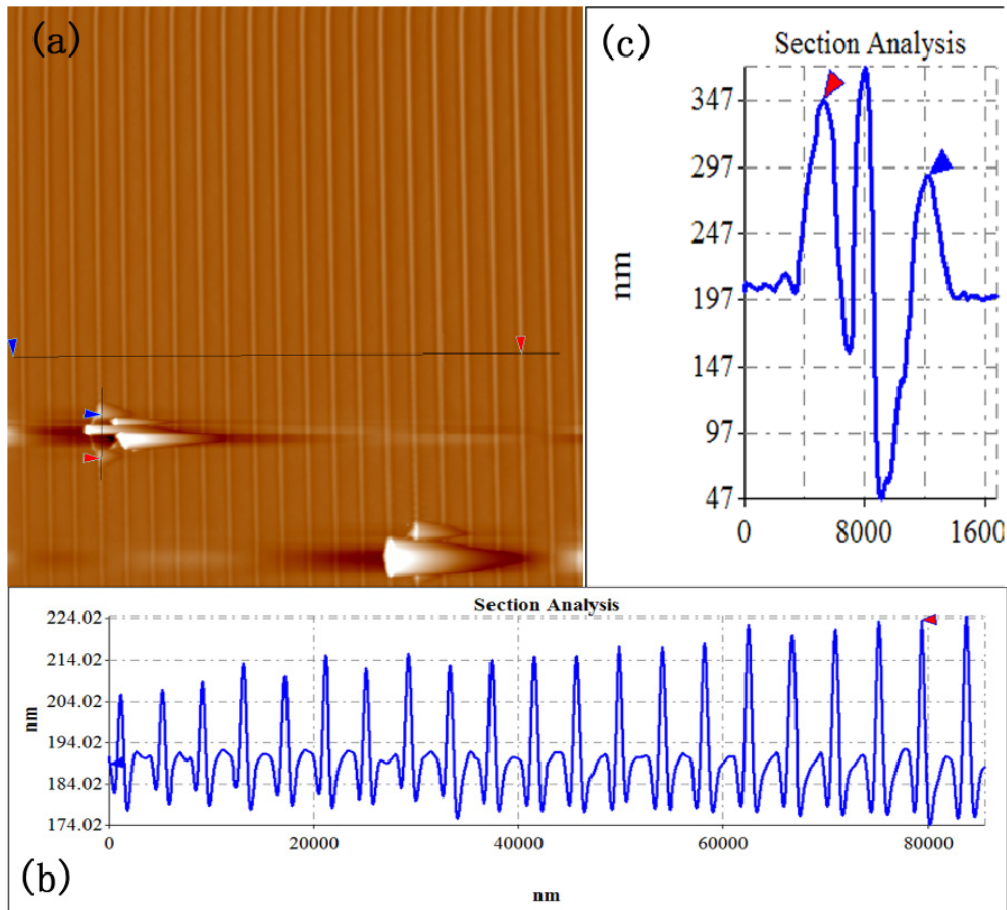 (a)
(c)
Section Analysis
347
297
247
197
147
97
47
nm
0 8000 1600
Section Analysis
224.02
214.02
204.02
194.02
184.02
174.02
nm
0 20000 40000 60000 80000
nm
(b)